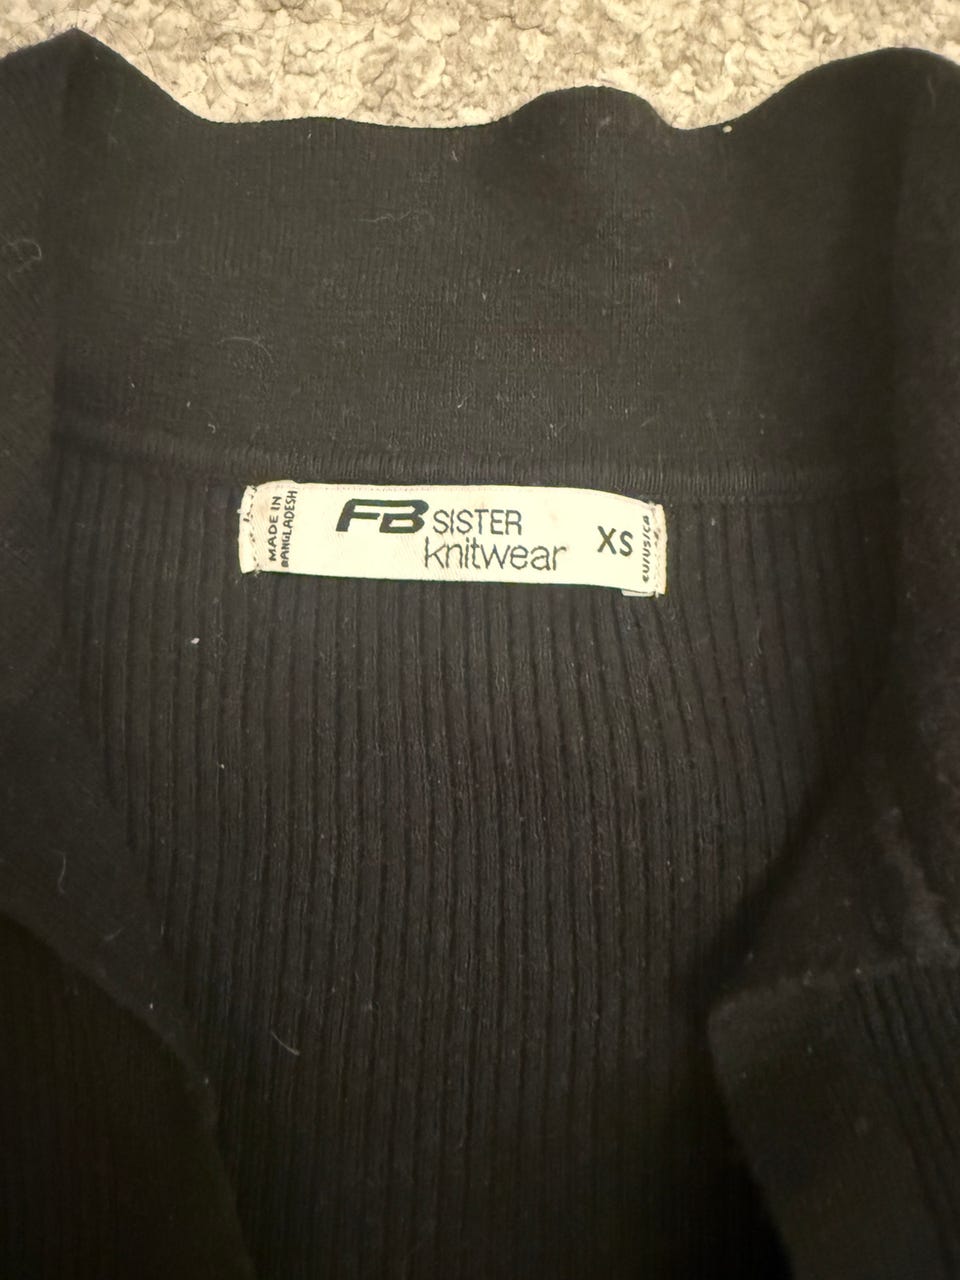 MADE IN
BANGLADESH
FB SISTER
knitwear
XS
EU/US/CA